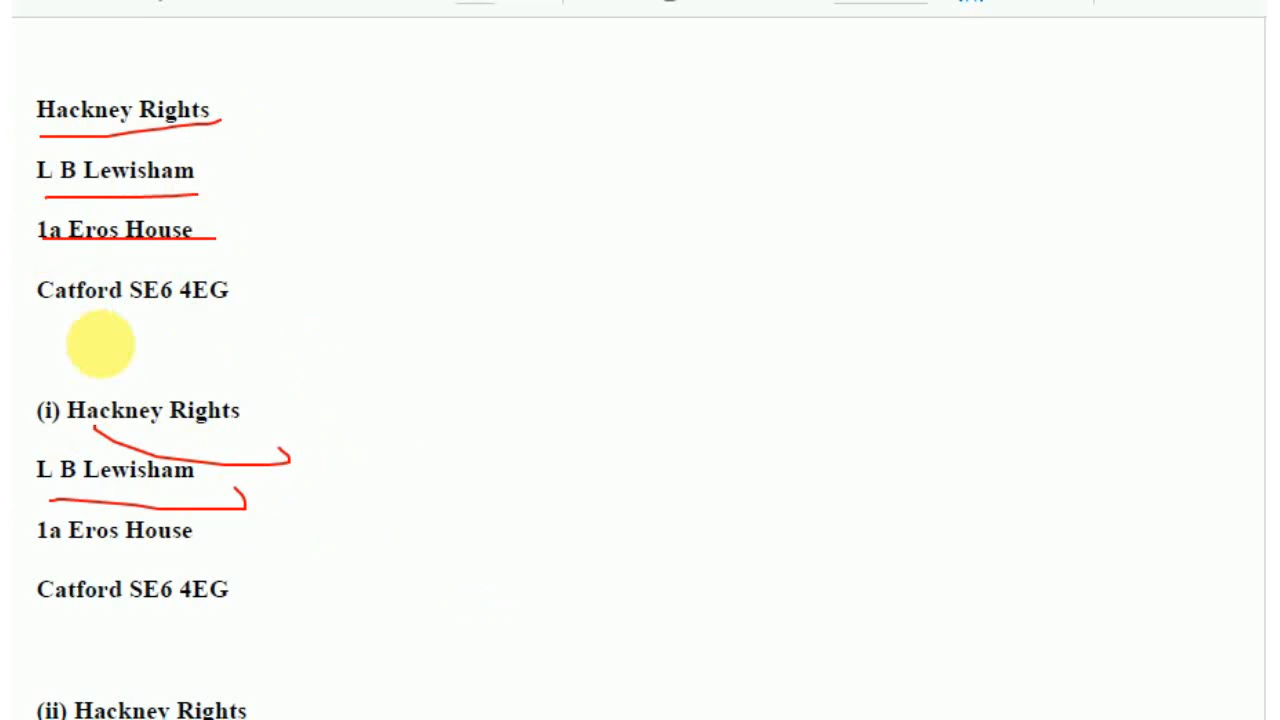 Hackney Rights
L B Lewisham
1a Eros House
Catford SE6 4EG
(i) Hackney Rights
L B Lewisham
1a Eros House
Catford SE6 4EG
(ii) Hackney Rights